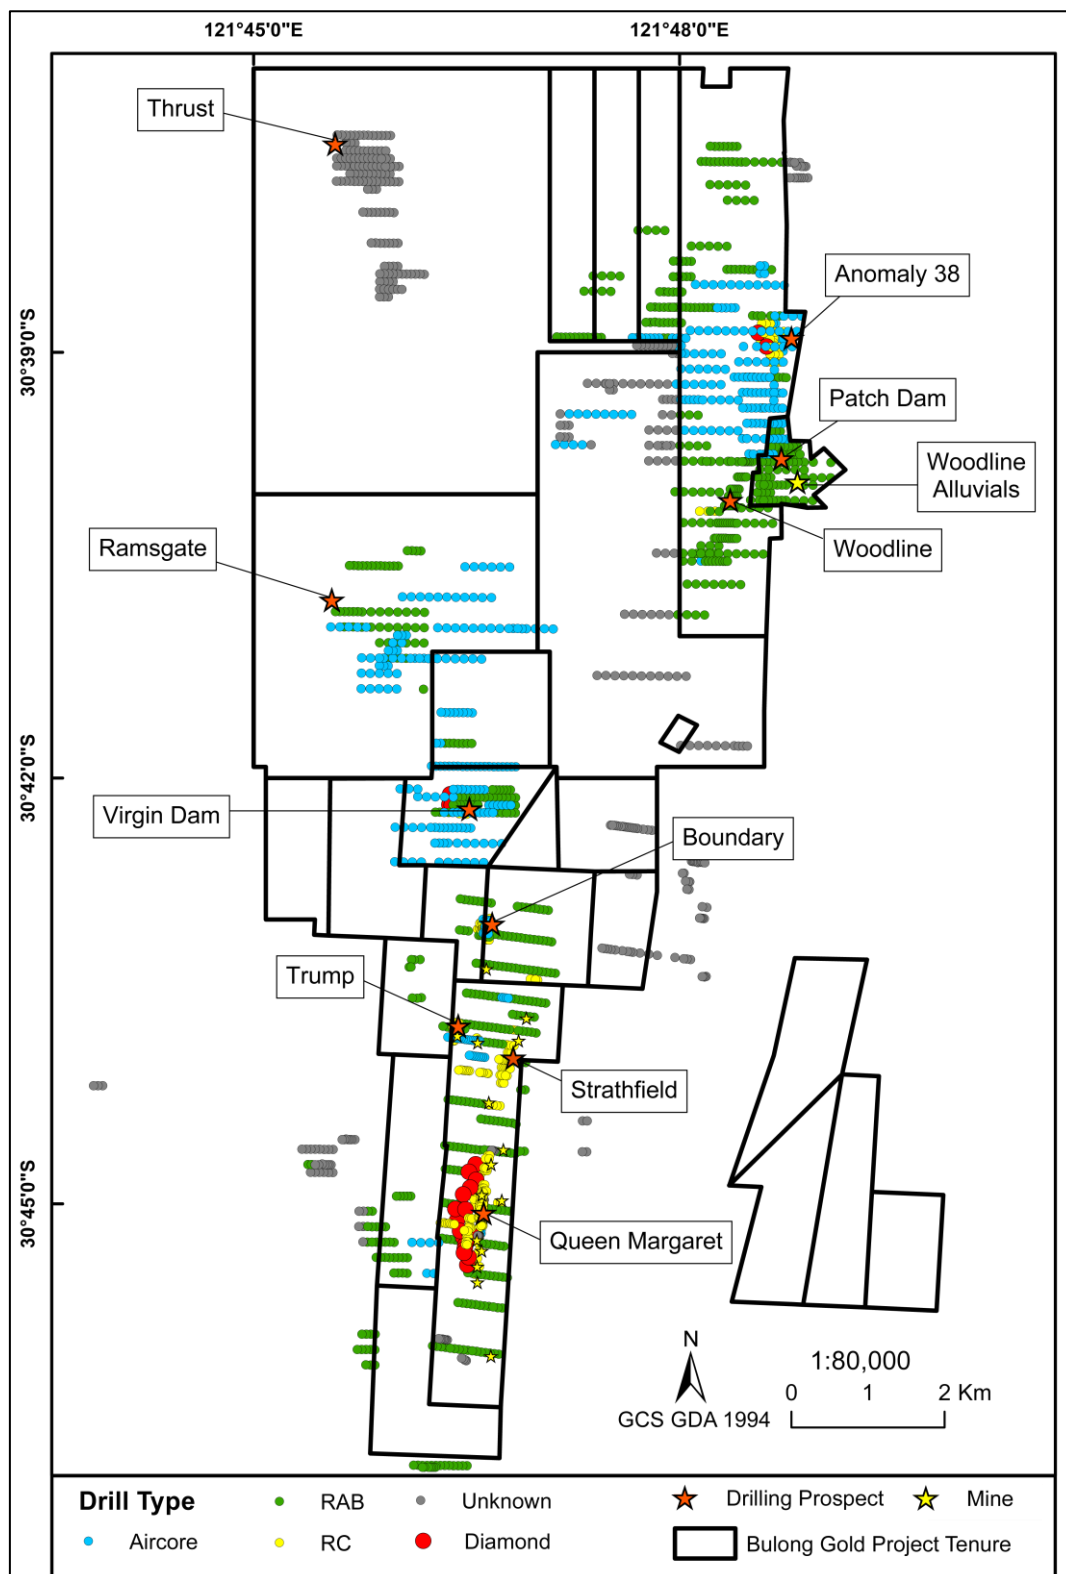 121°45'0"E
121°48'0"E
Thrust
Anomaly 38
30°39'0"S
Patch Dam
Woodline
Alluvials
Ramsgate
Woodline
30°42'0"S
Virgin Dam
Boundary
Trump
Strathfield
30°45'0"S
Queen Margaret
N
1:80,000
0 1 2 Km
GCS GDA 1994
Drill Type
RAB
Unknown
Drilling Prospect
Mine
Aircore
RC
Diamond
Bulong Gold Project Tenure